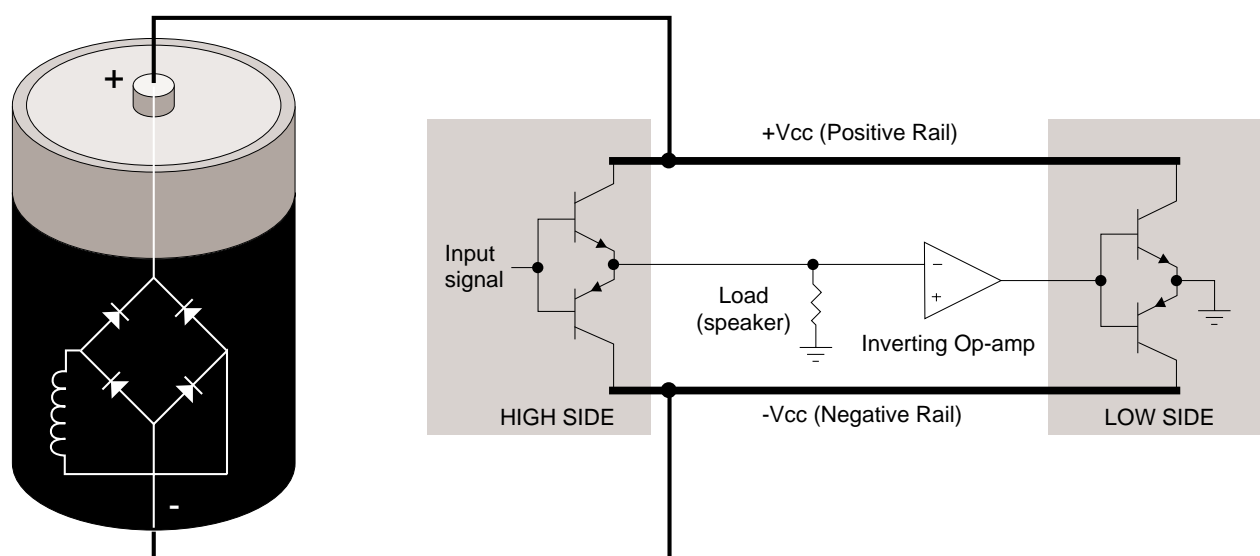 +
+Vcc (Positive Rail)
Input
signal
Load
(speaker)
−
+
Inverting Op-amp
HIGH SIDE
-Vcc (Negative Rail)
LOW SIDE
-